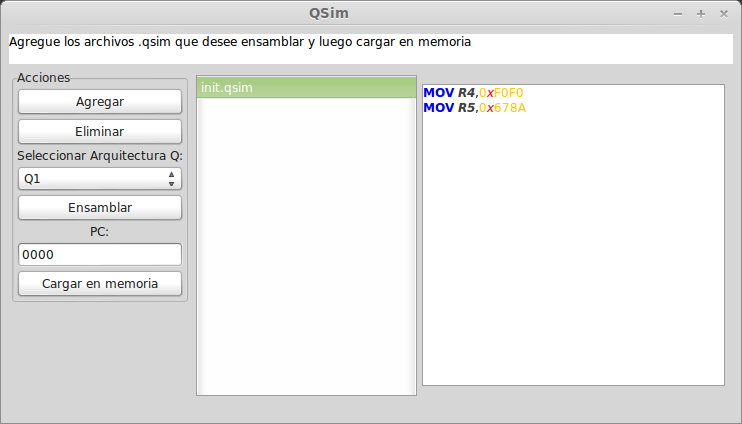 QSim
Agregue los archivos .qsim que desee ensamblar y luego cargar en memoria
Acciones
Agregar
Eliminar
Seleccionar Arquitectura Q:
Q1
Ensamblar
PC:
0000
Cargar en memoria
init.qsim
MOV R4,0xF0F0
MOV R5,0x678A